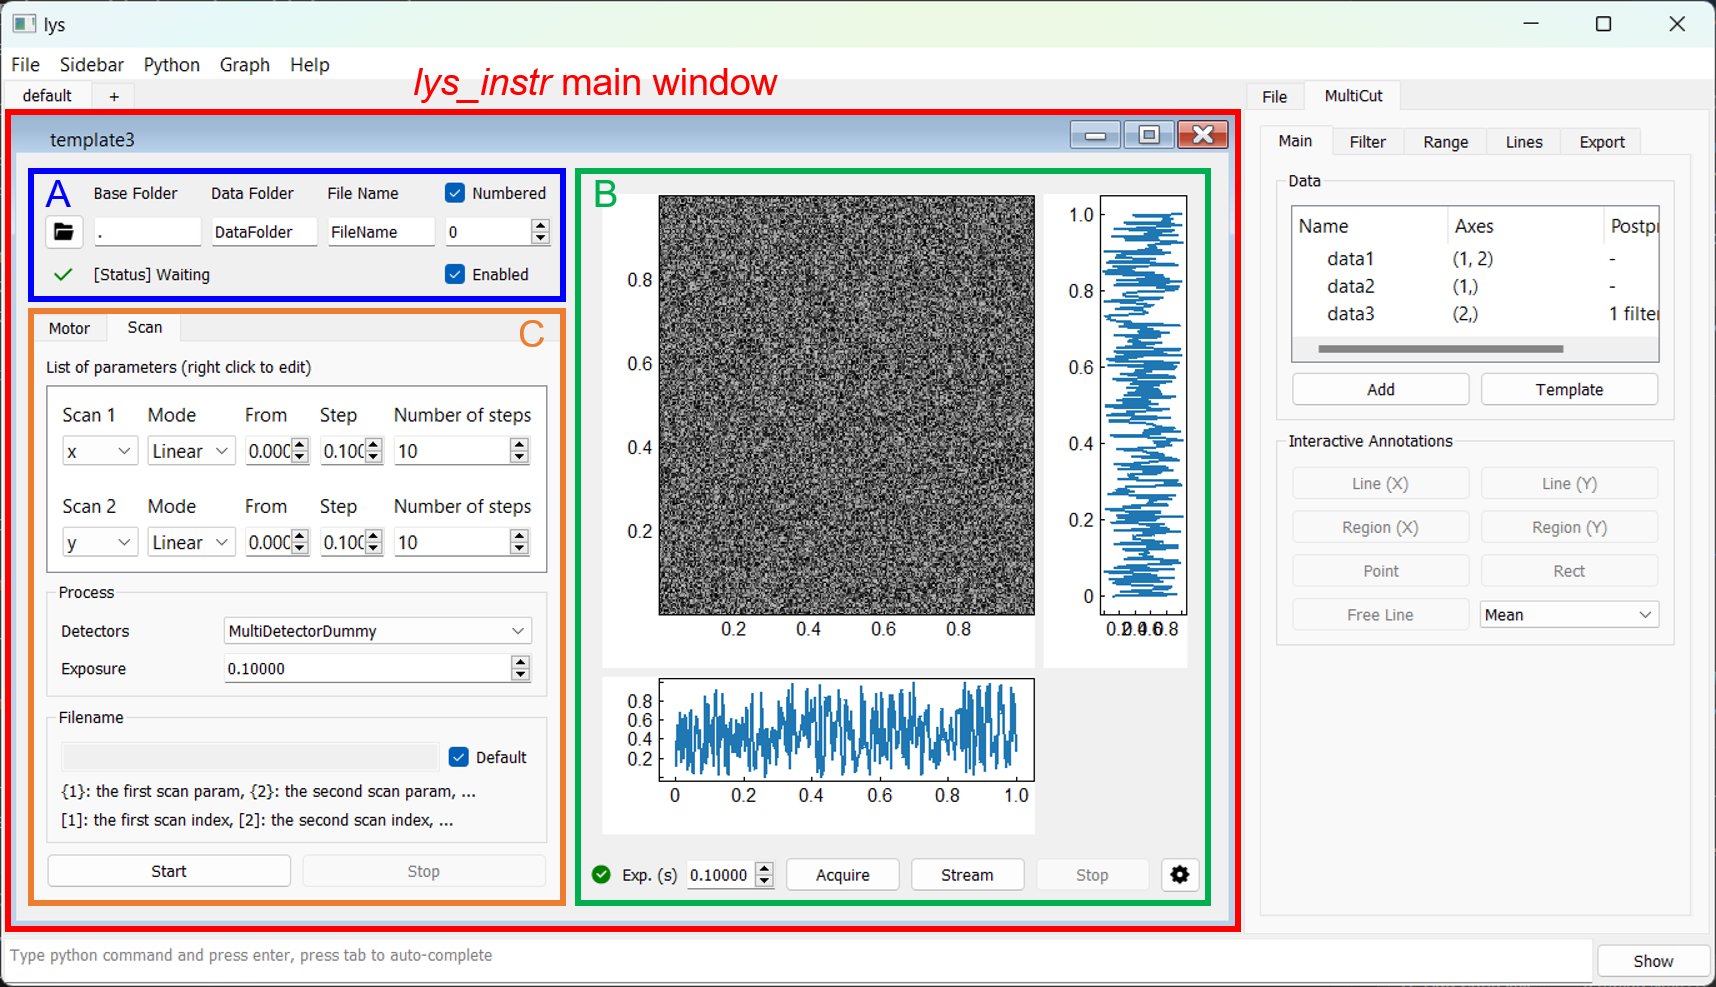 lys
File Sidebar Python Graph Help
lys_instr main window
default +
File MultiCut
template3
Main Filter Range Lines Export
A Base Folder Data Folder File Name Numbered
. DataFolder FileName 0
[Status] Waiting Enabled
B
0.8
0.6
0.4
0.2
0.2 0.4 0.6 0.8
1.0
0.8
0.6
0.4
0.2
0
0.2 0.4 0.6 0.8
0.8
0.6
0.4
0.2
0 0.2 0.4 0.6 0.8 1.0
Exp. (s) 0.10000 Acquire Stream Stop
Motor Scan C
List of parameters (right click to edit)
Scan 1 Mode From Step Number of steps
x Linear 0.000 0.100 10
Scan 2 Mode From Step Number of steps
y Linear 0.000 0.100 10
Process
Detectors MultiDetectorDummy
Exposure 0.10000
Filename
Default
{1}: the first scan param, {2}: the second scan param, ...
[1]: the first scan index, [2]: the second scan index, ...
Start Stop
Data
Name Axes Postpr
data1 (1, 2) -
data2 (1,) -
data3 (2,) 1 filter
Add Template
Interactive Annotations
Line (X) Line (Y)
Region (X) Region (Y)
Point Rect
Free Line Mean
Type python command and press enter, press tab to auto-complete
Show